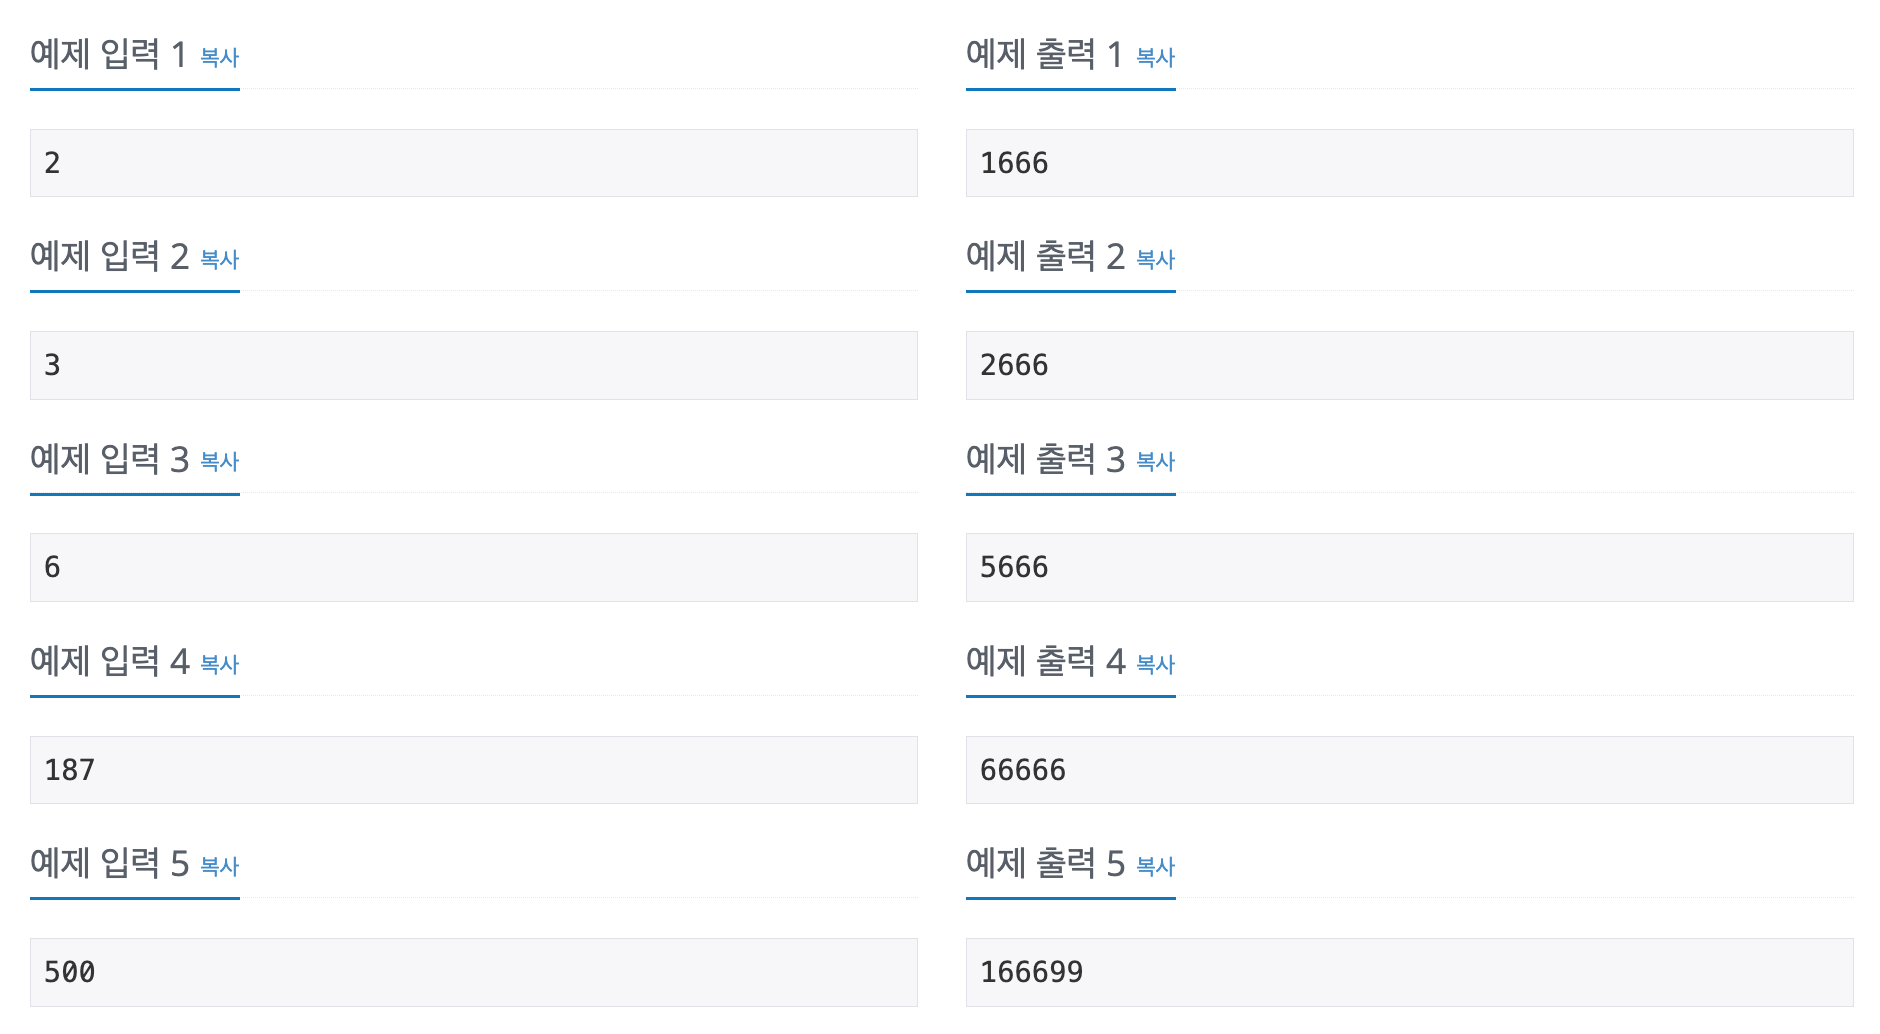 예제 입력 1 복사
예제 출력 1 복사
2
1666
예제 입력 2 복사
예제 출력 2 복사
3
2666
예제 입력 3 복사
예제 출력 3 복사
6
5666
예제 입력 4 복사
예제 출력 4 복사
187
66666
예제 입력 5 복사
예제 출력 5 복사
500
166699